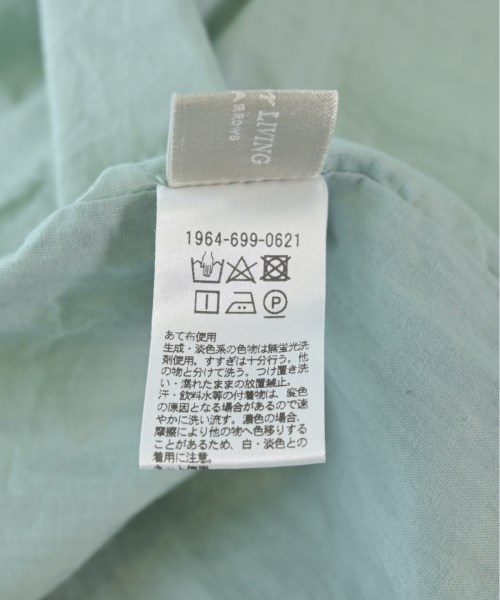 LIVING
1964-699-0621
P
あて布使用
生成・淡色系の色物は無蛍光洗
剤使用。すすぎは十分行う。他
の物と分けて洗う。つけ置き洗
い・濡れたままの放置禁止。
汗・飲料水等の付着物は、変色
の原因となる場合があるので速
やかに洗い流す。濃色の場合、
摩擦により他の物へ色移りする
ことがあるため、白・淡色との
着用に注意。
ネット使用